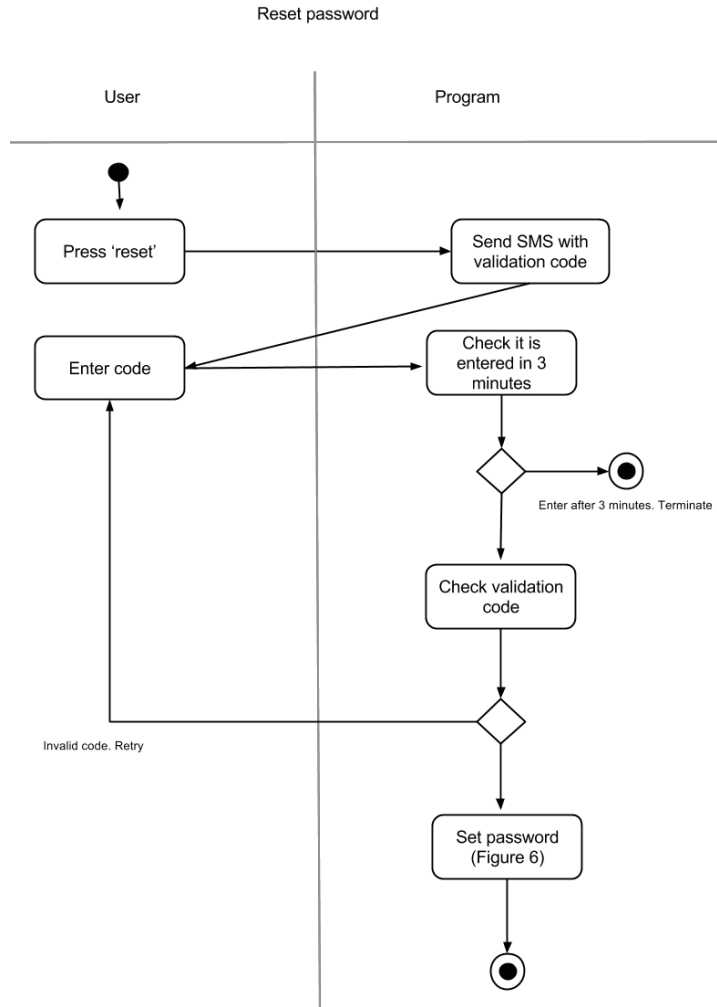 Reset password
User
Program
Press ‘reset’
Send SMS with
validation code
Enter code
Check it is
entered in 3
minutes
Enter after 3 minutes. Terminate
Check validation
code
Invalid code. Retry
Set password
(Figure 6)